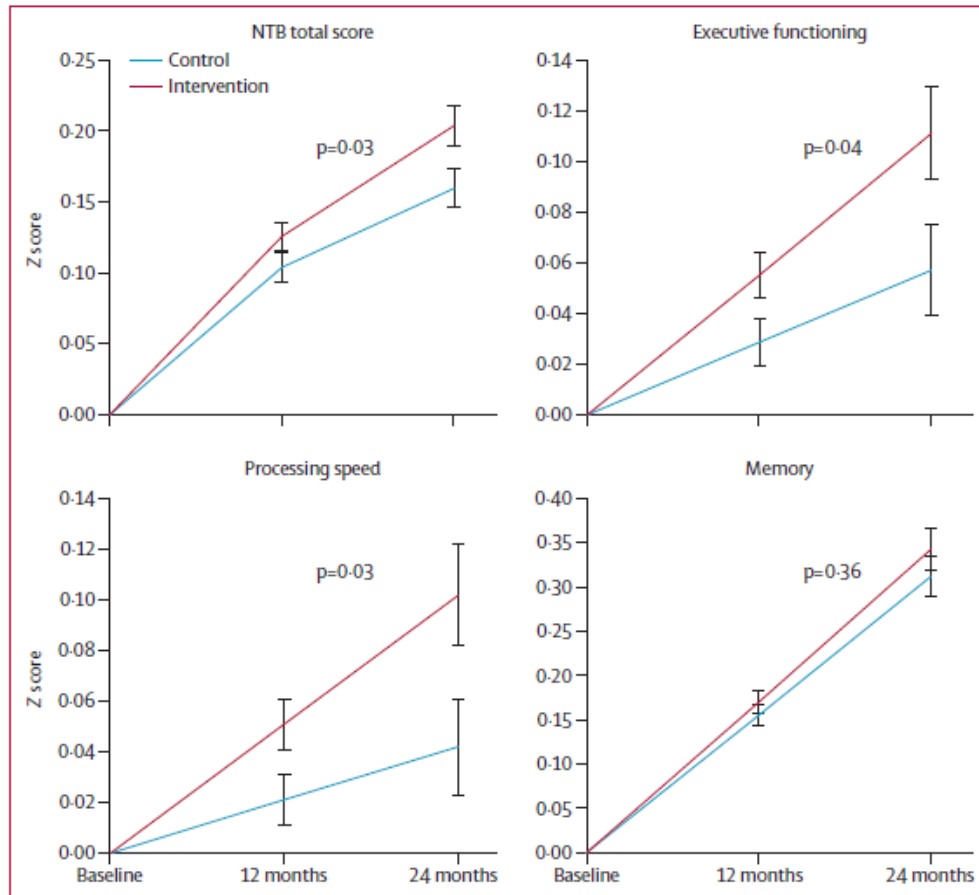 NTB total score
0·25
0·20
0·15
0·10
0·05
0·00
Z score
Control
Intervention
p=0·03
Executive functioning
0·14
0·12
0·10
0·08
0·06
0·04
0·02
0·00
p=0·04
Processing speed
0·14
0·12
0·10
0·08
0·06
0·04
0·02
0·00
Z score
p=0·03
Baseline
12 months
24 months
Memory
0·40
0·35
0·30
0·25
0·20
0·15
0·10
0·05
0·00
p=0·36
Baseline
12 months
24 months